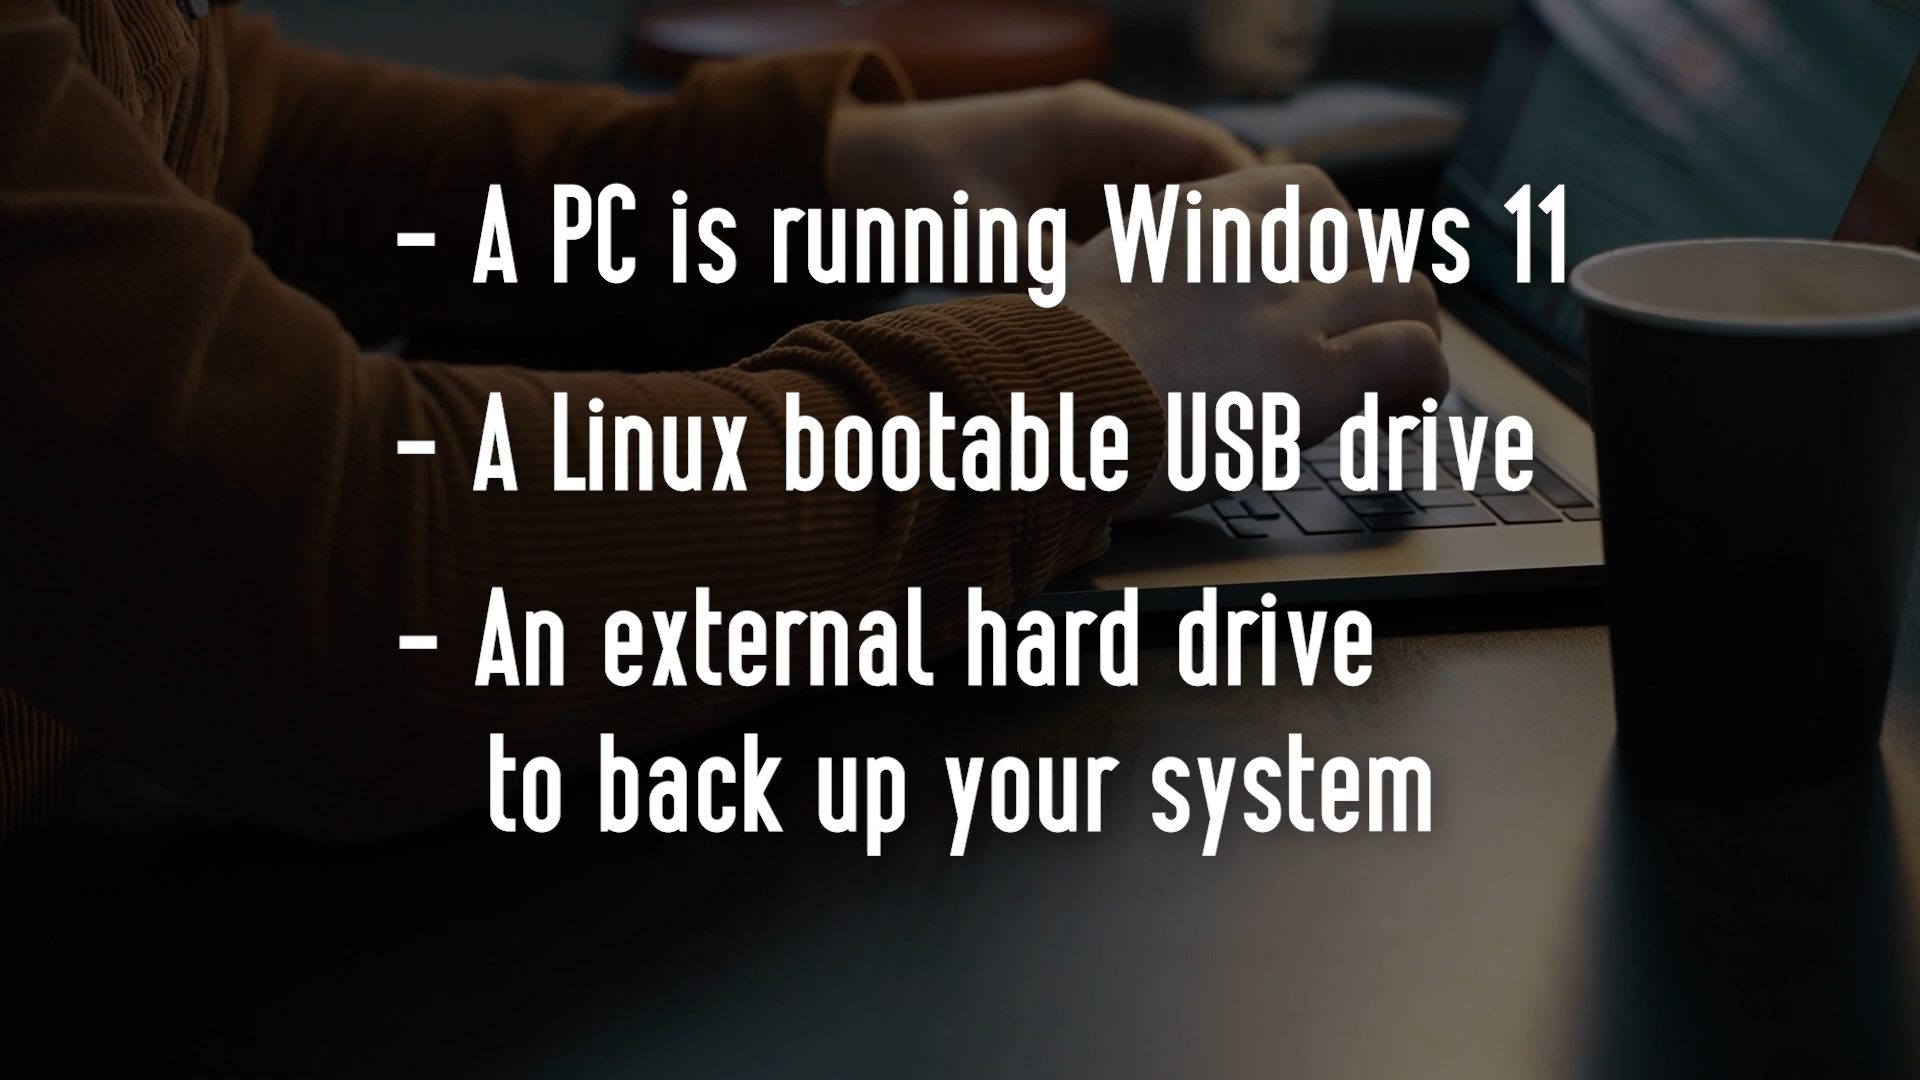 - A PC is running Windows 11
- A Linux bootable USB drive
- An external hard drive
to back up your system